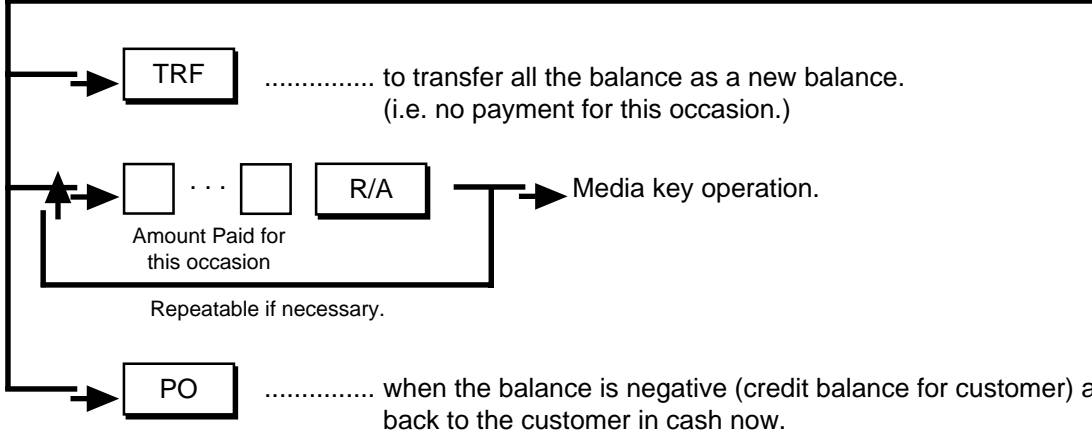 TRF ............... to transfer all the balance as a new balance.
(i.e. no payment for this occasion.)
· · · R/A Media key operation.
Amount Paid for
this occasion
Repeatable if necessary.
PO ............... when the balance is negative (credit balance for customer)
back to the customer in cash now.